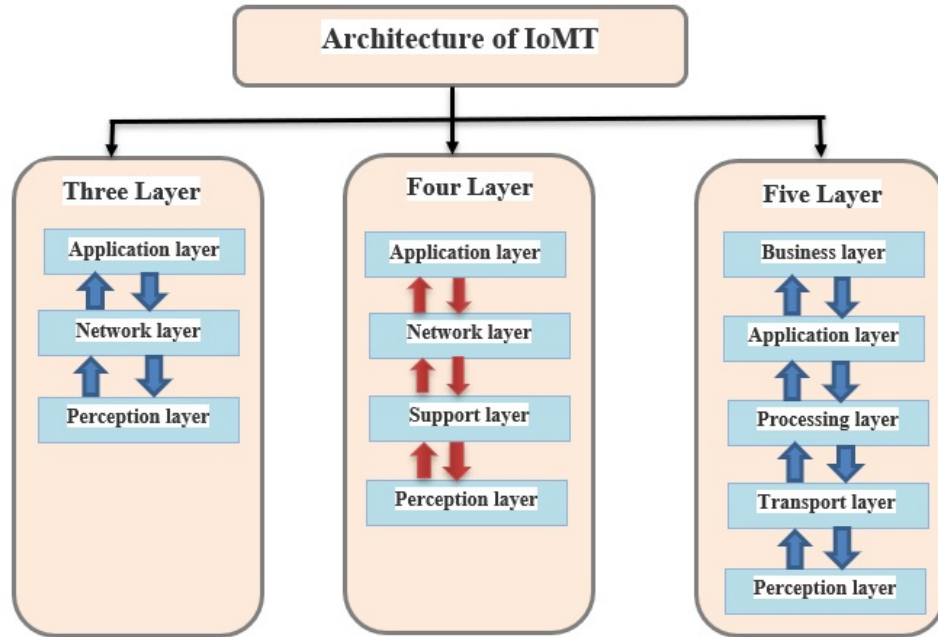 Architecture of IoMT
Three Layer
Application layer
Network layer
Perception layer
Four Layer
Application layer
Network layer
Support layer
Perception layer
Five Layer
Business layer
Application layer
Processing layer
Transport layer
Perception layer